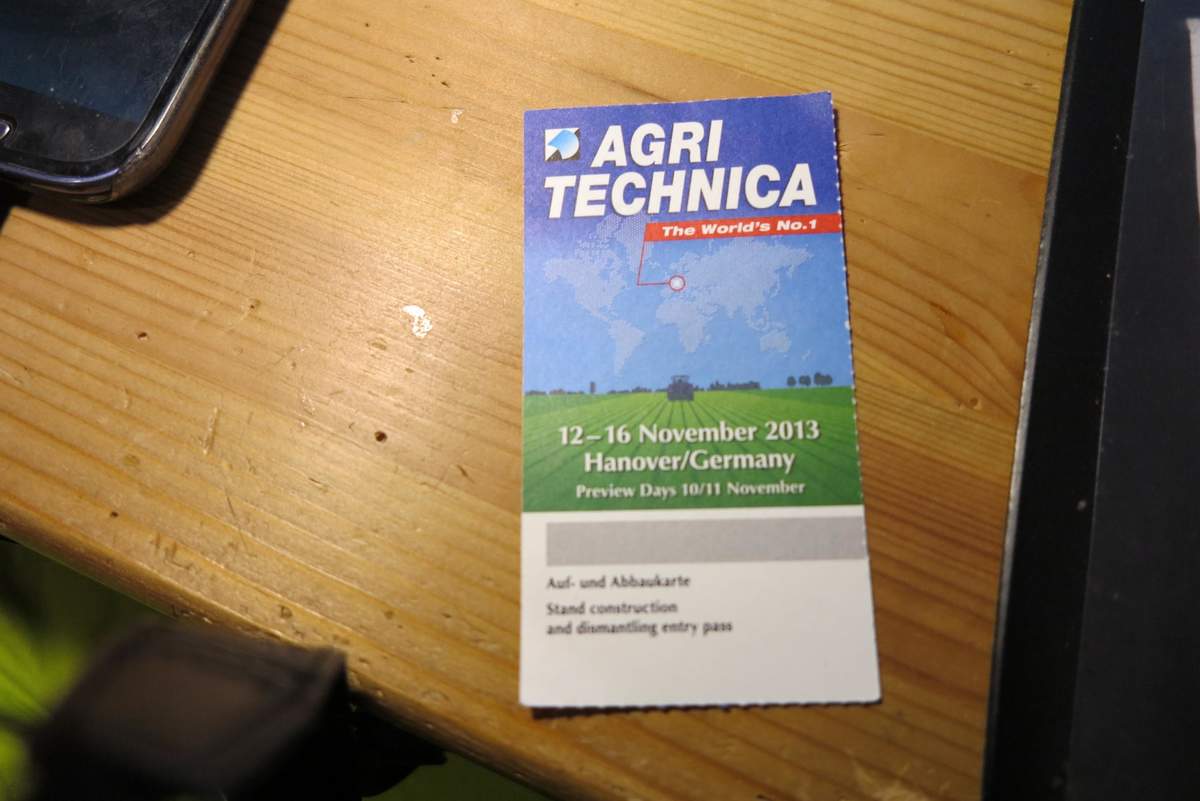 AGRI
TECHNICA
The World's No.1
12–16 November 2013
Hanover/Germany
Preview Days 10/11 November
Auf- und Abbaukarte
Stand construction
and dismantling entry pass